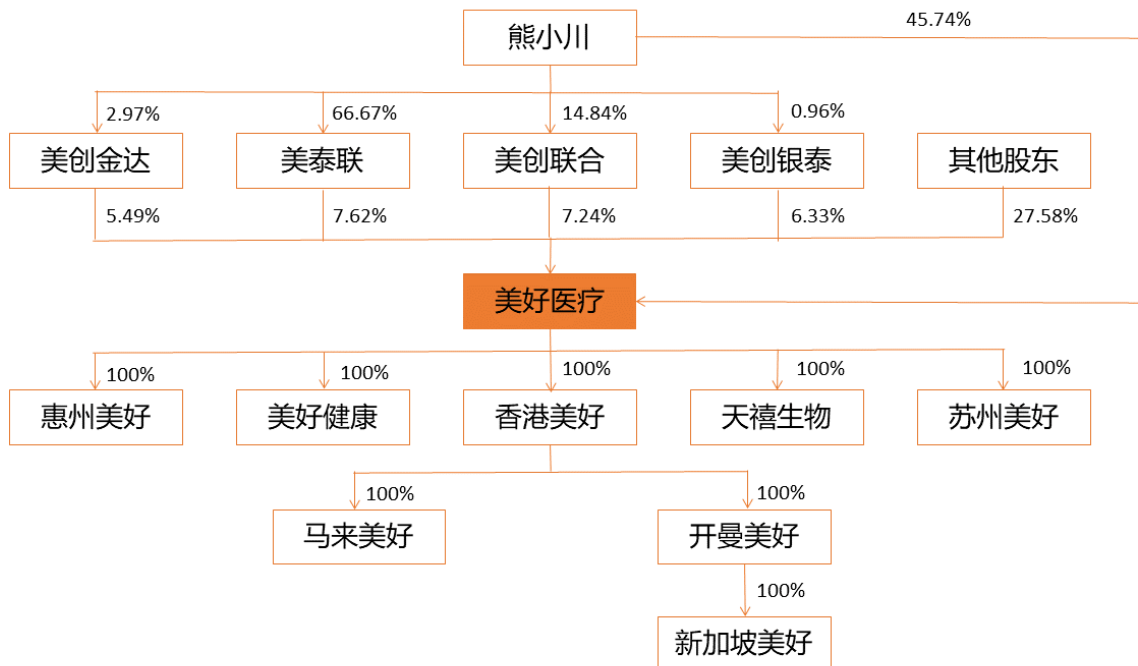 45.74%
熊小川
2.97%
66.67%
14.84%
0.96%
美创金达
美泰联
美创联合
美创银泰
其他股东
5.49%
7.62%
7.24%
6.33%
27.58%
美好医疗
100%
100%
100%
100%
100%
惠州美好
美好健康
香港美好
天禧生物
苏州美好
100%
100%
马来美好
开曼美好
100%
新加坡美好